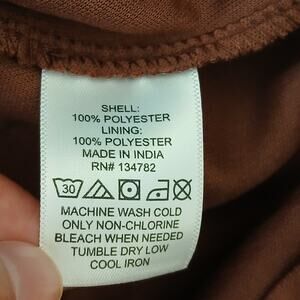 SHELL:
100% POLYESTER
LINING:
100% POLYESTER
MADE IN INDIA
RN# 134782
30
MACHINE WASH COLD
ONLY NON-CHLORINE
BLEACH WHEN NEEDED
TUMBLE DRY LOW
COOL IRON